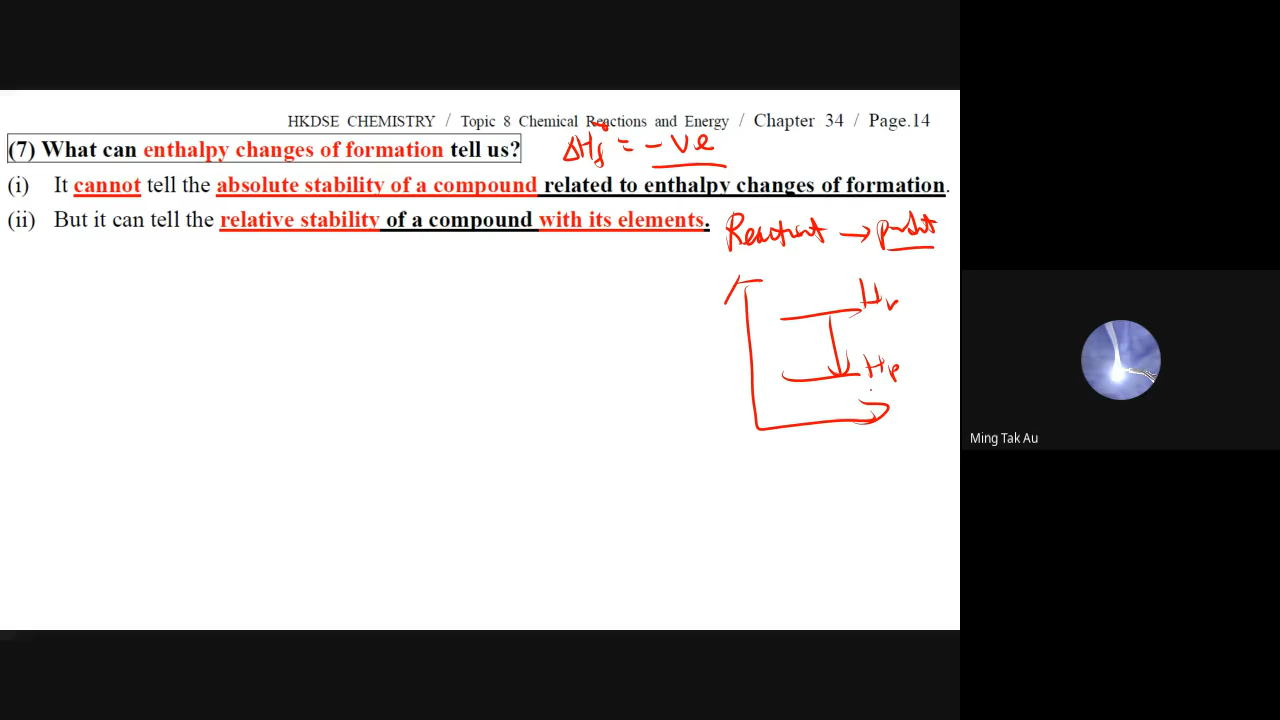 HKDSE CHEMISTRY / Topic 8 Chemical Reactions and Energy / Chapter 34 / Page.14
(7) What can enthalpy changes of formation tell us?
ΔHf = -ve
(i) It cannot tell the absolute stability of a compound related to enthalpy changes of formation.
(ii) But it can tell the relative stability of a compound with its elements.
Reactant →
Hr
Hp
Ming Tak Au